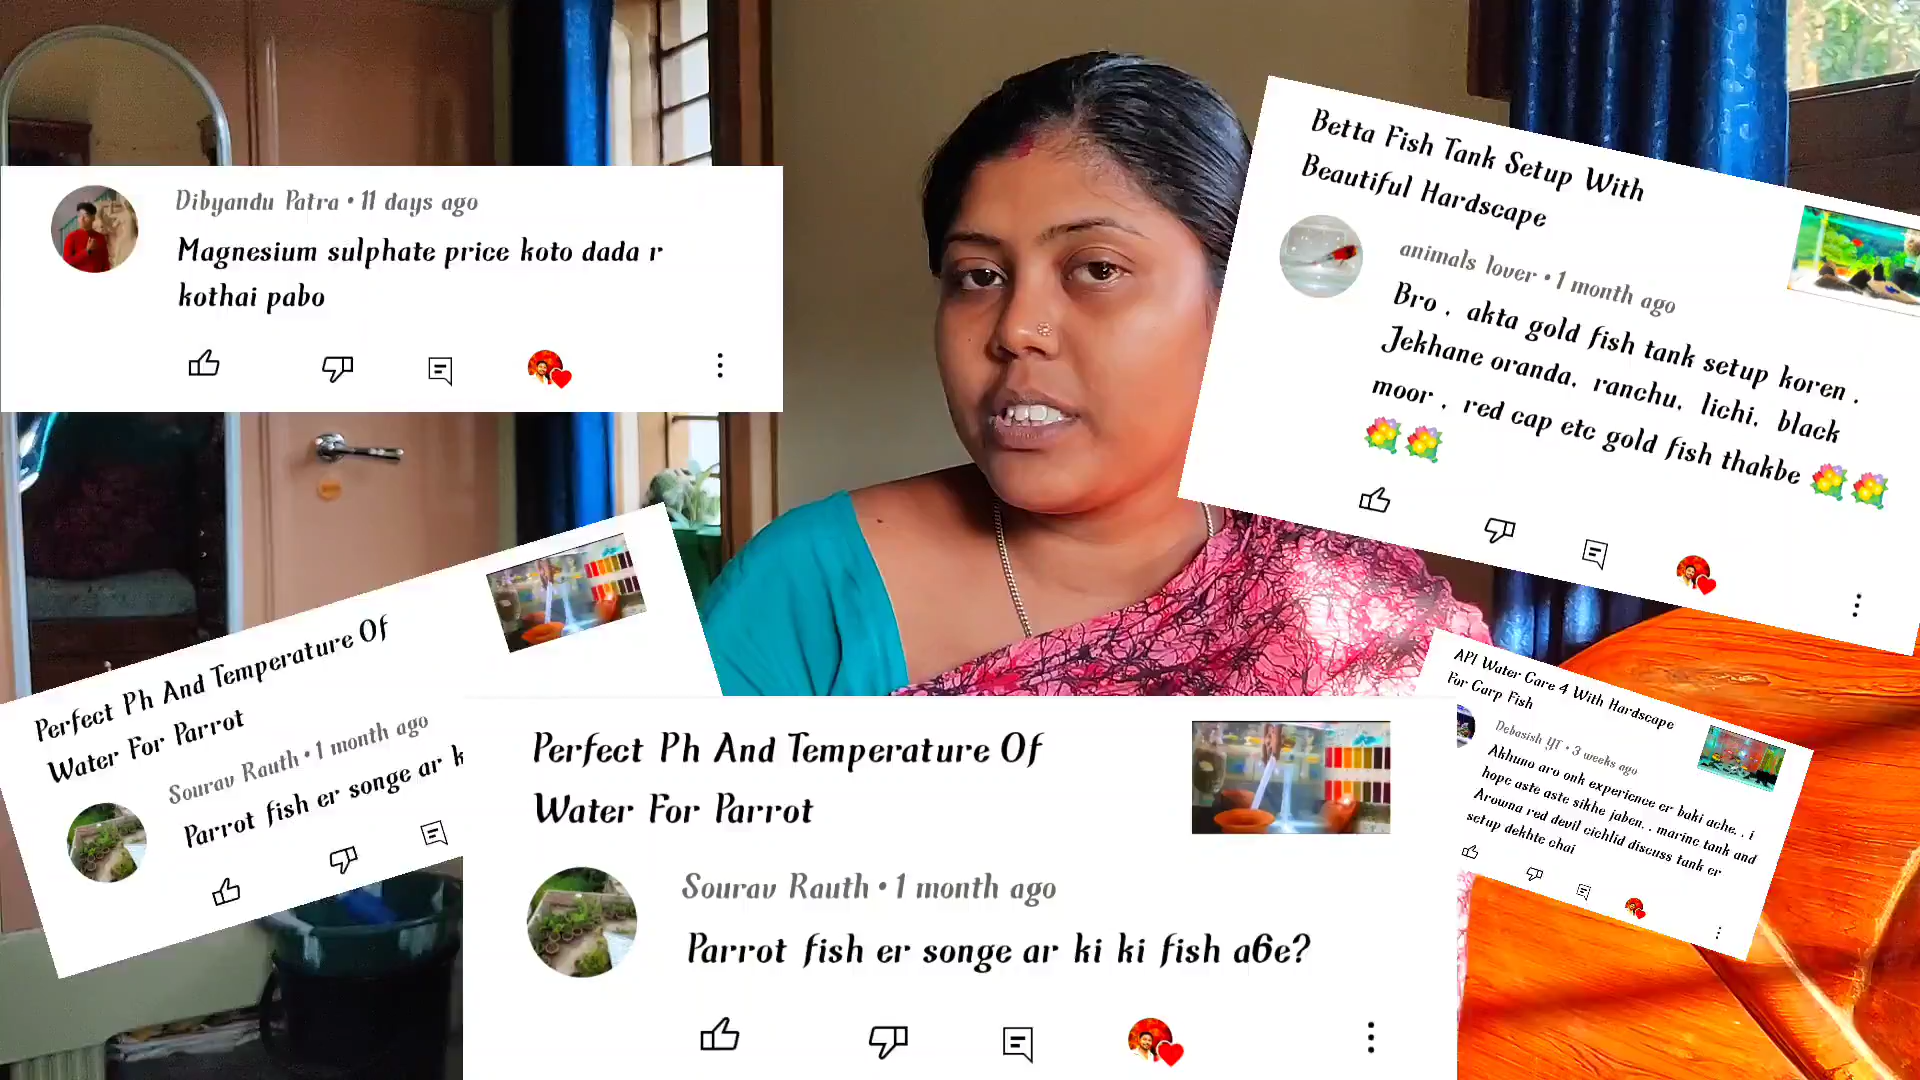 Dibyandu Patra • 11 days ago
Magnesium sulphate price koto dada r
kothai pabo
Betta Fish Tank Setup With
Beautiful Hardscape
animals lover • 1 month ago
Bro . akta gold fish tank setup koren .
Jekhane oranda. ranchu. lichi. black
moor . red cap etc gold fish thakbe
Perfect Ph And Temperature Of
Water For Parrot
Sourav Rauth • 1 month ago
Parrot fish er songe ar k
Perfect Ph And Temperature Of
Water For Parrot
Sourav Rauth • 1 month ago
Parrot fish er songe ar ki ki fish a6e?
API Water Care 4 With Hardscape
For Carp Fish
Debasish YT • 3 weeks ago
Akhuno aro onk experience er baki ache. . i
hope aste aste sikhe jaben. . marine tank and
Arowna red devil cichlid discuss tank er
setup dekhte chai